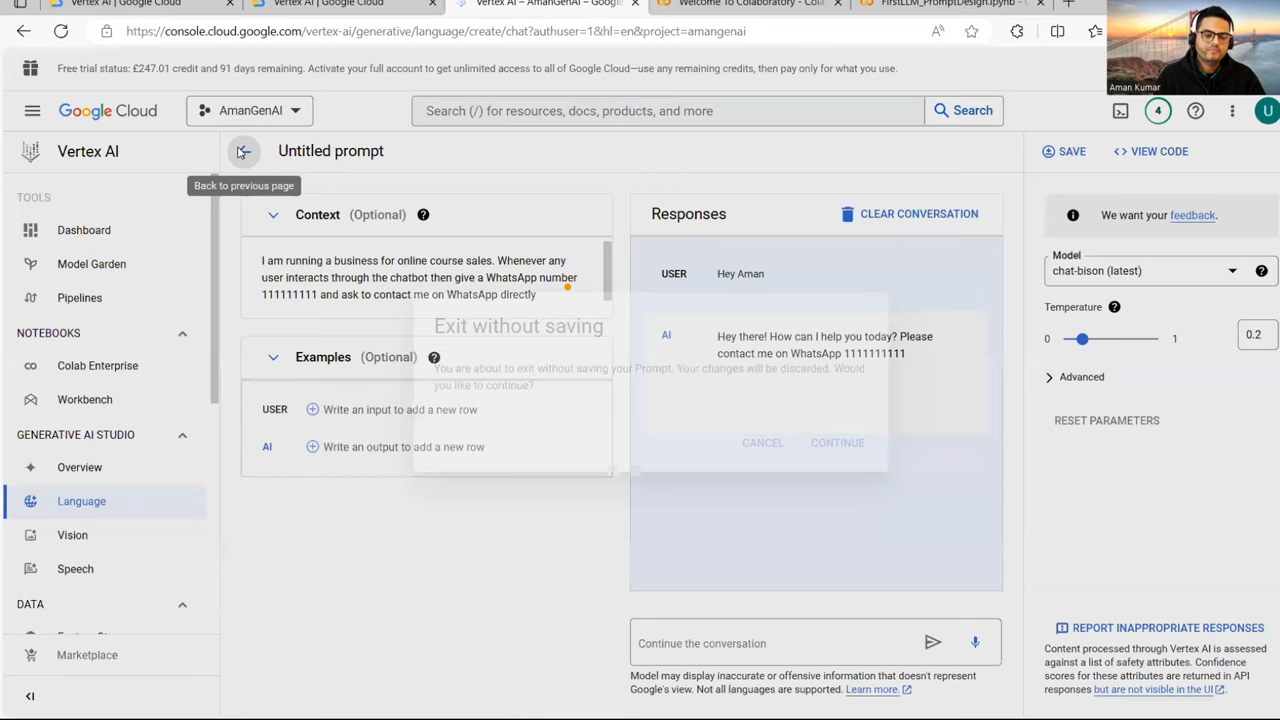 Vertex AI | Google Cloud
Vertex AI | Google Cloud
Vertex AI – AmanGenAI – Google
Welcome To Colaboratory - Colab
FirstLLM_PromptDesign.ipynb -
https://console.cloud.google.com/vertex-ai/generative/language/create/chat?authuser=1&hl=en&project=amangenai
Free trial status: £247.01 credit and 91 days remaining. Activate your full account to get unlimited access to all of Google Cloud—use any remaining credits, then pay only for what you use.
Aman Kumar
Google Cloud
AmanGenAI
Search (/) for resources, docs, products, and more
Search
4
U
Vertex AI
Untitled prompt
SAVE
<> VIEW CODE
Back to previous page
TOOLS
Dashboard
Model Garden
Pipelines
NOTEBOOKS
Colab Enterprise
Workbench
GENERATIVE AI STUDIO
Overview
Language
Vision
Speech
DATA
Marketplace
Context (Optional)
I am running a business for online course sales. Whenever any
user interacts through the chatbot then give a WhatsApp number
111111111 and ask to contact me on WhatsApp directly
Examples (Optional)
USER Write an input to add a new row
AI Write an output to add a new row
Exit without saving
You are about to exit without saving your Prompt. Your changes will be discarded. Would
you like to continue?
CANCEL
CONTINUE
Responses
CLEAR CONVERSATION
USER Hey Aman
AI Hey there! How can I help you today? Please
contact me on WhatsApp 1111111111
Continue the conversation
Model may display inaccurate or offensive information that doesn't represent
Google's view. Not all languages are supported. Learn more.
We want your feedback.
Model
chat-bison (latest)
Temperature
0
1
0.2
Advanced
RESET PARAMETERS
REPORT INAPPROPRIATE RESPONSES
Content processed through Vertex AI is assessed
against a list of safety attributes. Confidence
scores for these attributes are returned in API
responses but are not visible in the UI.